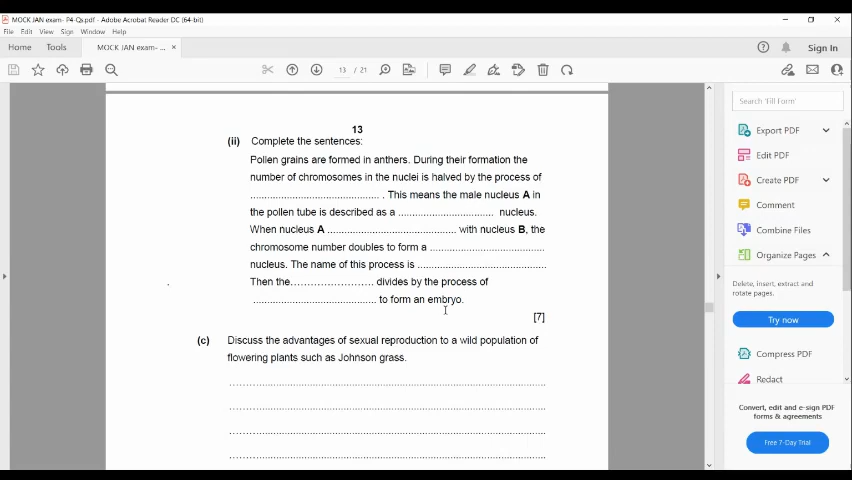 MOCK JAN exam- P4-Qs.pdf - Adobe Acrobat Reader DC (64-bit)
File Edit View Sign Window Help
Home Tools MOCK JAN exam- ... × Sign In
13 / 21
13
(ii) Complete the sentences:
Pollen grains are formed in anthers. During their formation the
number of chromosomes in the nuclei is halved by the process of
............................................... . This means the male nucleus A in
the pollen tube is described as a ................................... nucleus.
When nucleus A ............................................... with nucleus B, the
chromosome number doubles to form a ..........................................
nucleus. The name of this process is ...............................................
Then the........................... divides by the process of
............................................. to form an embryo.
[7]
(c) Discuss the advantages of sexual reproduction to a wild population of
flowering plants such as Johnson grass.
....................................................................................................................
....................................................................................................................
....................................................................................................................
....................................................................................................................
Search 'Fill Form'
Export PDF
Edit PDF
Create PDF
Comment
Combine Files
Organize Pages
Delete, insert, extract and
rotate pages.
Try now
Compress PDF
Redact
Convert, edit and e-sign PDF
forms & agreements
Free 7-Day Trial